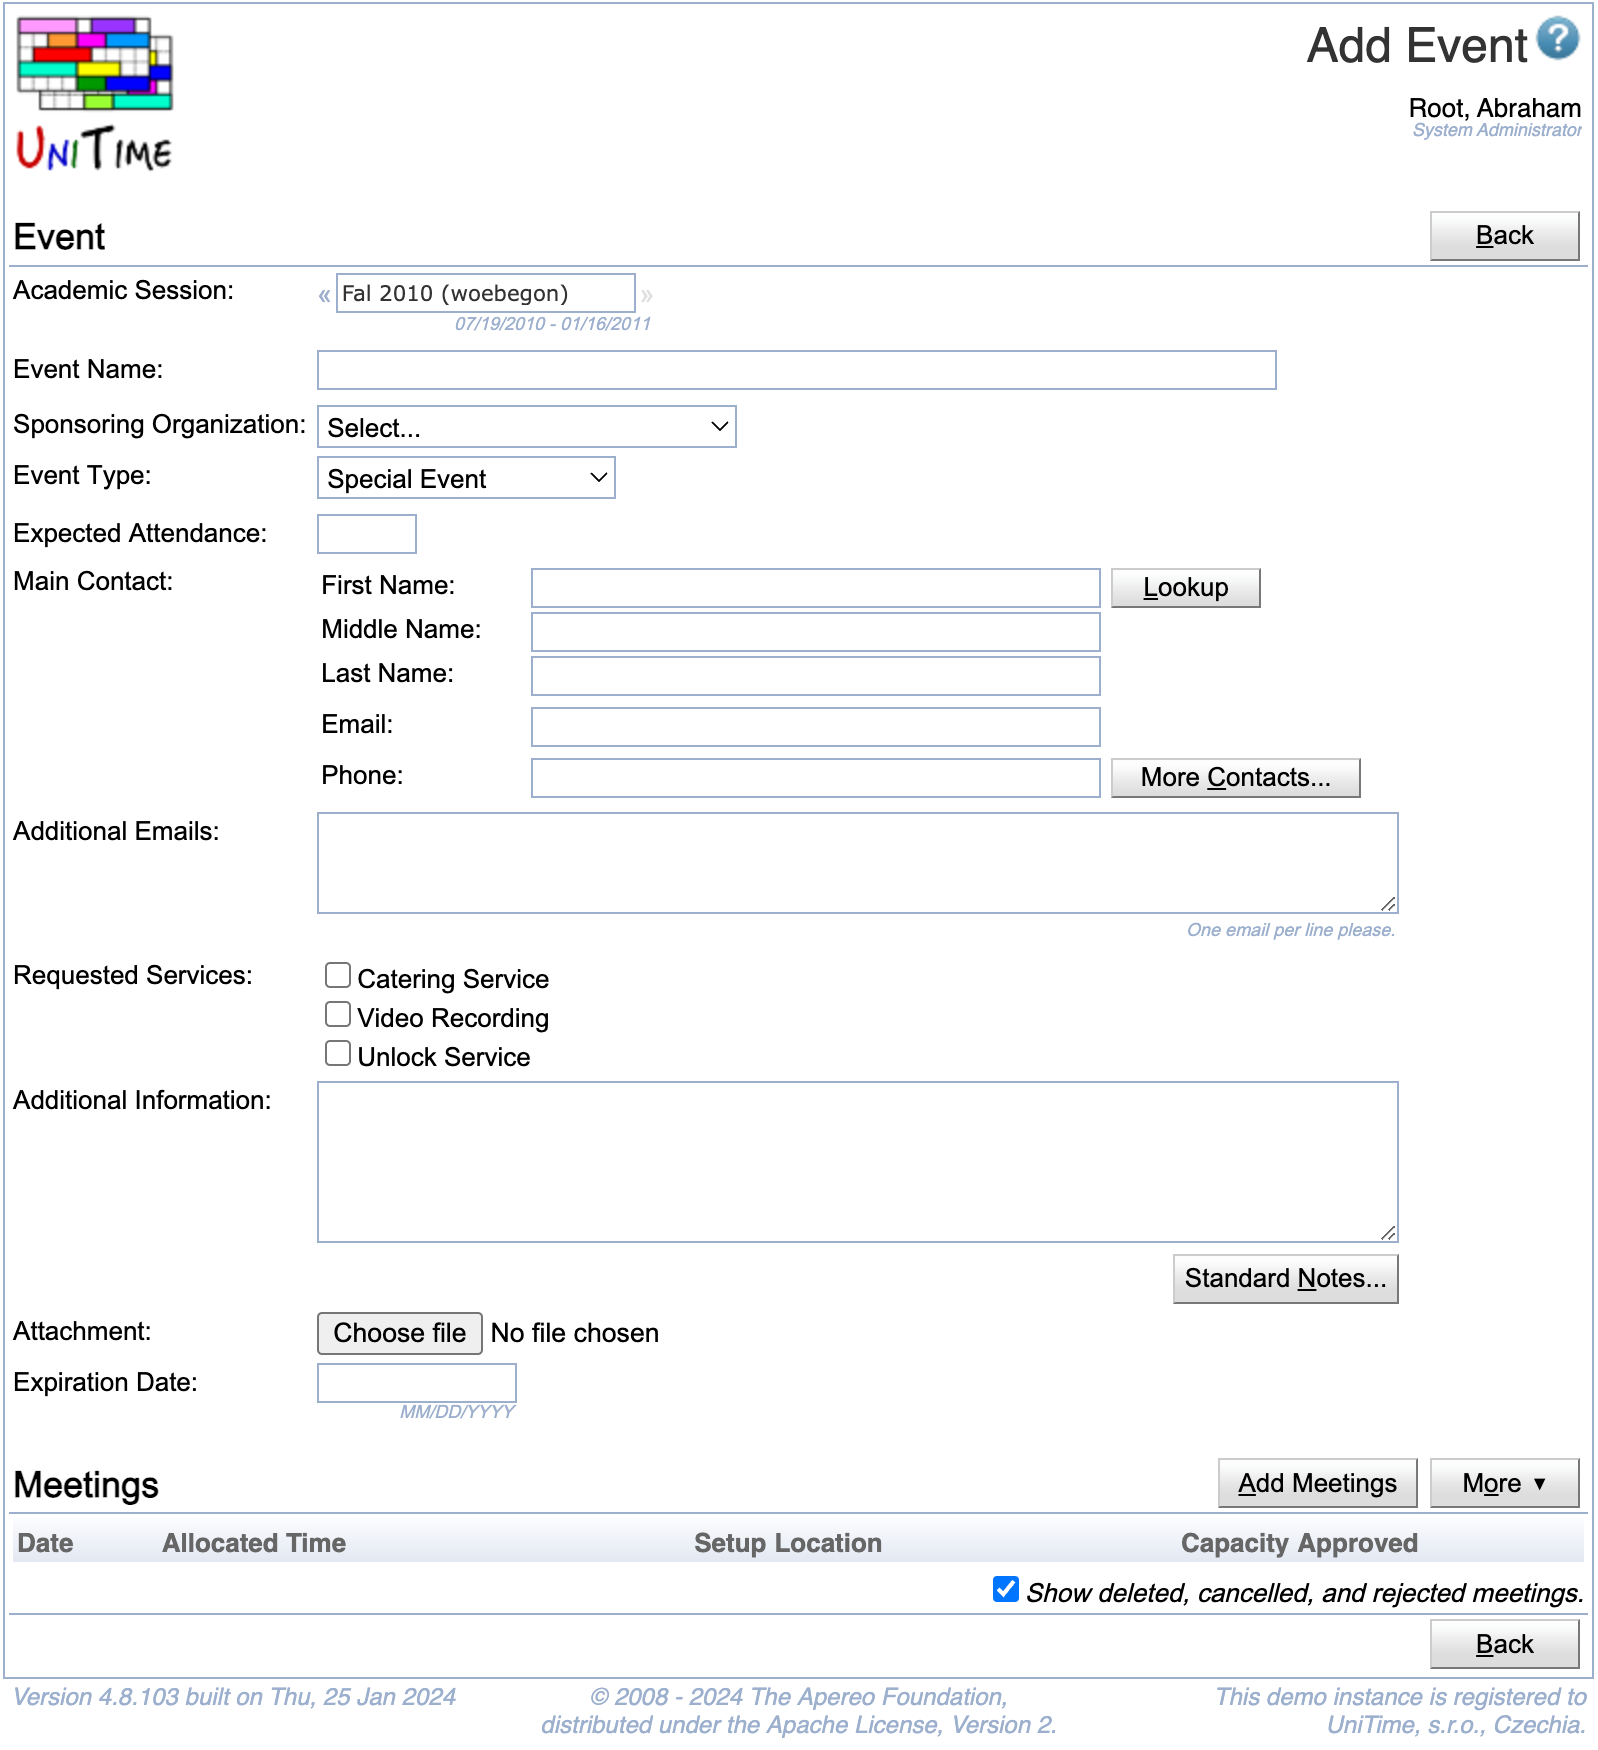 UniTime
Add Event ?
Root, Abraham
System Administrator
Event
Back
Academic Session: « Fal 2010 (woebegon) »
07/19/2010 - 01/16/2011
Event Name:
Sponsoring Organization: Select...
Event Type: Special Event
Expected Attendance:
Main Contact: First Name: Lookup
Middle Name:
Last Name:
Email:
Phone: More Contacts...
Additional Emails:
One email per line please.
Requested Services: Catering Service
Video Recording
Unlock Service
Additional Information:
Standard Notes...
Attachment: Choose file No file chosen
Expiration Date:
MM/DD/YYYY
Meetings Add Meetings More ▼
Date Allocated Time Setup Location Capacity Approved
Show deleted, cancelled, and rejected meetings.
Back
Version 4.8.103 built on Thu, 25 Jan 2024
© 2008 - 2024 The Apereo Foundation,
distributed under the Apache License, Version 2.
This demo instance is registered to
UniTime, s.r.o., Czechia.